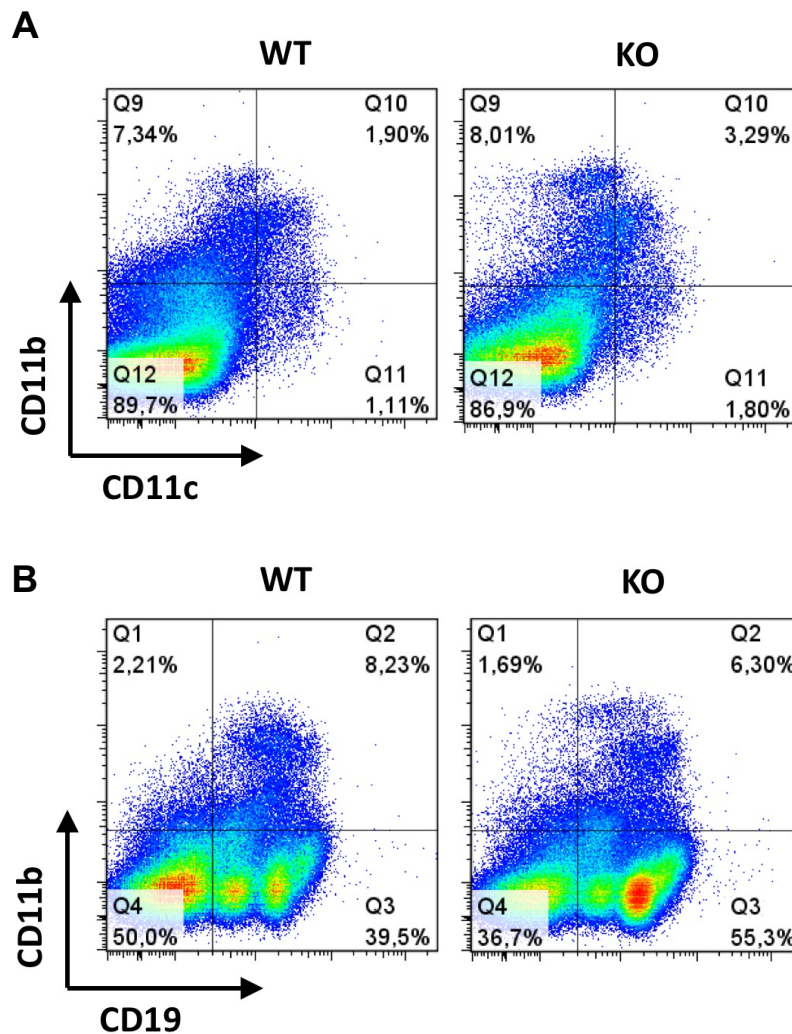 A
WT
KO
Q9
7,34%
Q10
1,90%
Q12
89,7%
Q11
1,11%
Q9
8,01%
Q10
3,29%
Q12
86,9%
Q11
1,80%
CD11b
CD11c
B
WT
KO
Q1
2,21%
Q2
8,23%
Q4
50,0%
Q3
39,5%
Q1
1,69%
Q2
6,30%
Q4
36,7%
Q3
55,3%
CD11b
CD19